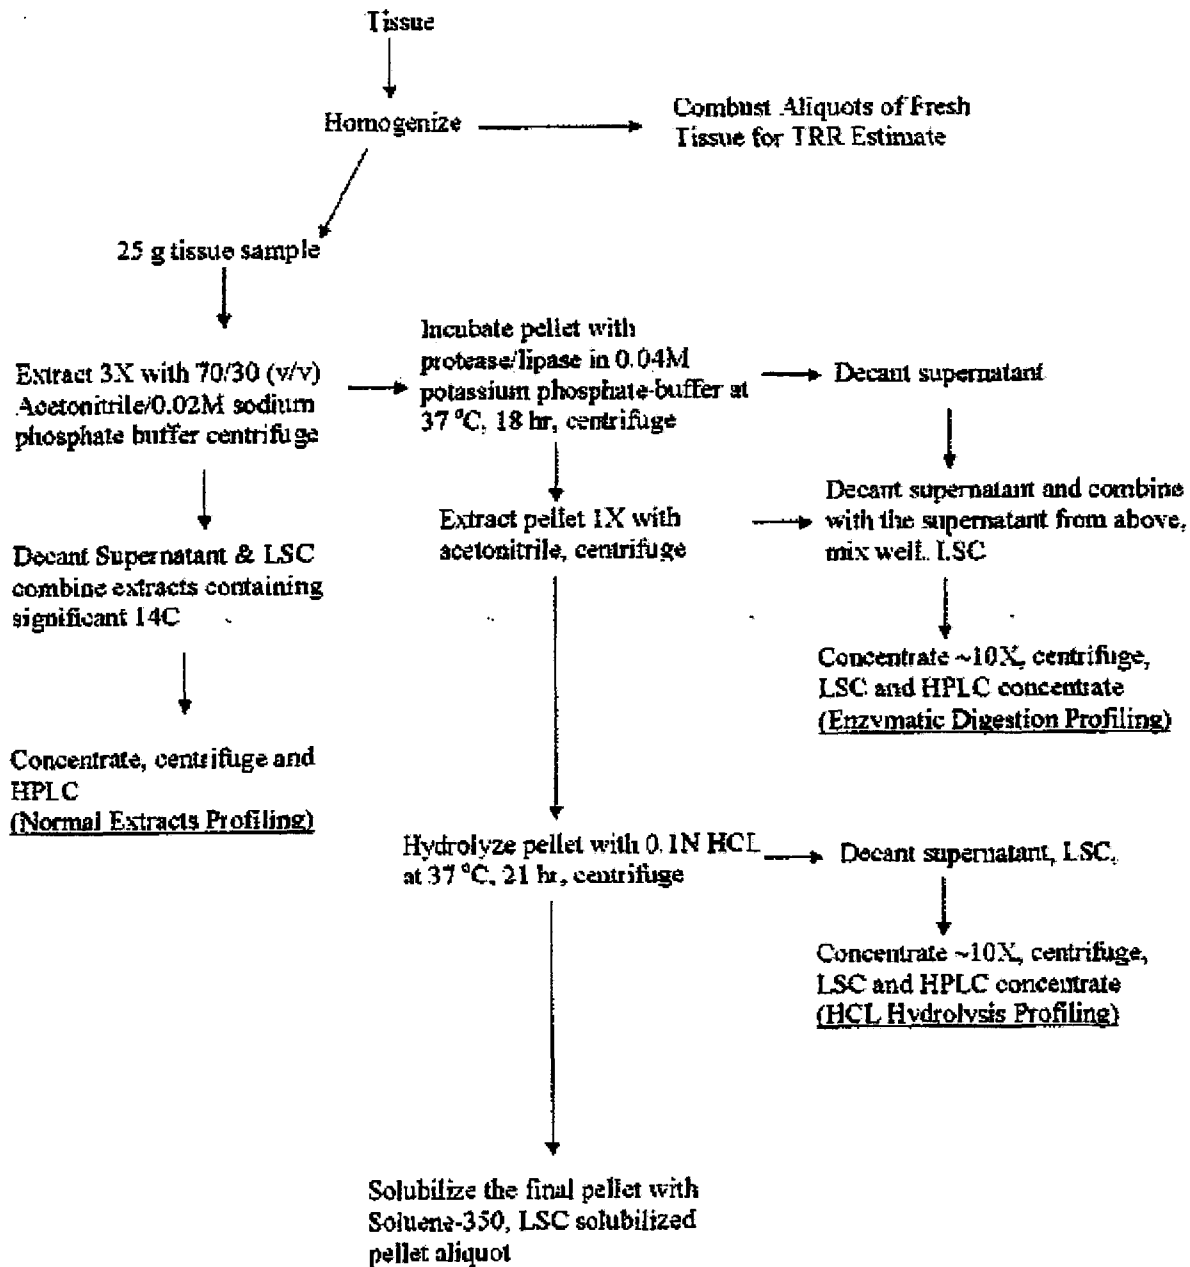 Tissue
Homogenize
Combust Aliquots of Fresh
Tissue for TRR Estimate
25 g tissue sample
Extract 3X with 70/30 (v/v)
Acetonitrile/0.02M sodium
phosphate buffer centrifuge
Incubate pellet with
protease/lipase in 0.04M
potassium phosphate-buffer at
37 °C, 18 hr, centrifuge
Decant supernatant
Decant Supernatant & LSC
combine extracts containing
significant 14C
Extract pellet 1X with
acetonitrile, centrifuge
Decant supernatant and combine
with the supernatant from above,
mix well. LSC
Concentrate ~10X, centrifuge,
LSC and HPLC concentrate
(Enzymatic Digestion Profiling)
Concentrate, centrifuge and
HPLC
(Normal Extracts Profiling)
Hydrolyze pellet with 0.1N HCL
at 37 °C, 21 hr, centrifuge
Decant supernatant, LSC,
Concentrate ~10X, centrifuge,
LSC and HPLC concentrate
(HCL Hydrolysis Profiling)
Solubilize the final pellet with
Soluene-350, LSC solubilized
pellet aliquot